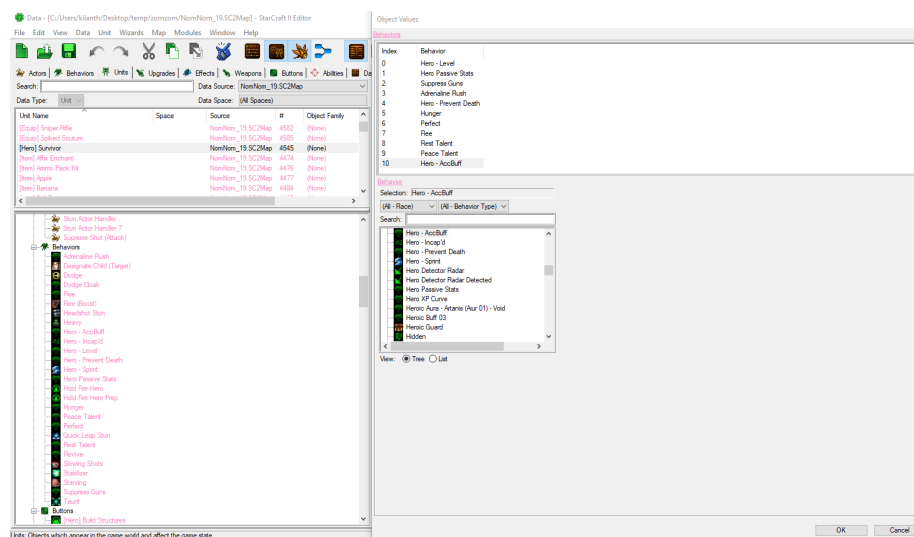 Data - [C:/Users/kilanth/Desktop/temp/zomzom/NomNom_19.SC2Map] - StarCraft II Editor
File Edit View Data Unit Wizards Map Modules Window Help
Actors Behaviors Units Upgrades Effects Weapons Buttons Abilities Da
Search: Data Source: NomNom_19.SC2Map
Data Type: Unit Data Space: (All Spaces)
Unit Name Space Source # Object Family
[Equip] Sniper Rifle NomNom_19.SC2Map 4582 (None)
[Equip] Spiked Scutum NomNom_19.SC2Map 4585 (None)
[Hero] Survivor NomNom_19.SC2Map 4545 (None)
[Item] Affix Enchant NomNom_19.SC2Map 4474 (None)
[Item] Ammo Pack Kit NomNom_19.SC2Map 4476 (None)
[Item] Apple NomNom_19.SC2Map 4477 (None)
[Item] Banana NomNom_19.SC2Map 4484 (None)
Stun Actor Handler
Stun Actor Handler 7
Supreme Shot (Attack)
Behaviors
Adrenaline Rush
Designate Child (Target)
Dodge
Dodge Cloak
Flee
Flee (Boost)
Headshot Stun
Heavy
Hero - AccBuff
Hero - Incap'd
Hero - Level
Hero - Prevent Death
Hero - Sprint
Hero Passive Stats
Hold Fire Hero
Hold Fire Hero Prep
Hunger
Peace Talent
Perfect
Quick Leap Stun
Rest Talent
Revive
Slowing Shots
Stabilizer
Starving
Suppress Guns
Taunt
Buttons
[Hero] Build Structures
Units: Objects which appear in the game world and affect the game state
Object Values
Behaviors
Index Behavior
0 Hero - Level
1 Hero Passive Stats
2 Suppress Guns
3 Adrenaline Rush
4 Hero - Prevent Death
5 Hunger
6 Perfect
7 Flee
8 Rest Talent
9 Peace Talent
10 Hero - AccBuff
Behavior
Selection: Hero - AccBuff
(All - Race) (All - Behavior Type)
Search:
Hero - AccBuff
Hero - Incap'd
Hero - Prevent Death
Hero - Sprint
Hero Detector Radar
Hero Detector Radar Detected
Hero Passive Stats
Hero XP Curve
Heroic Aura - Artanis (Aur 01) - Void
Heroic Buff 03
Heroic Guard
Hidden
View: Tree List
OK Cancel